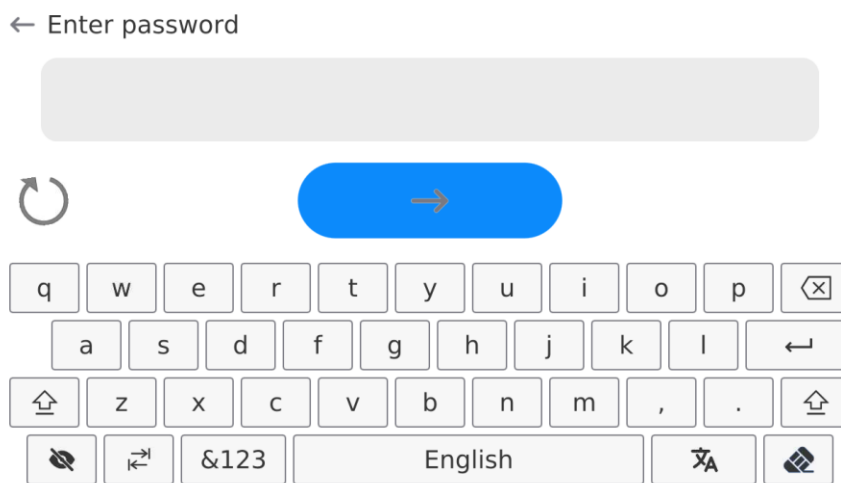 Enter password
q w e r t y u i o p
a s d f g h j k l
z x c v b n m , .
&123 English